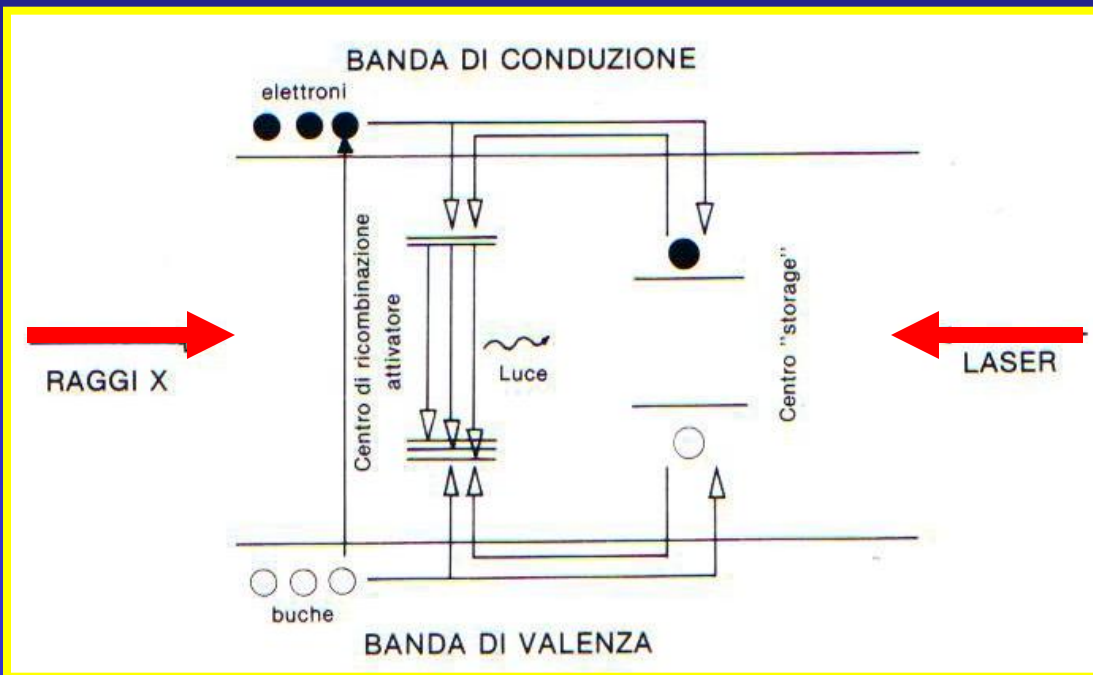 BANDA DI CONDUZIONE
elettroni
Centro di ricombinazione
attivatore
Luce
Centro "storage"
RAGGI X
LASER
buche
BANDA DI VALENZA